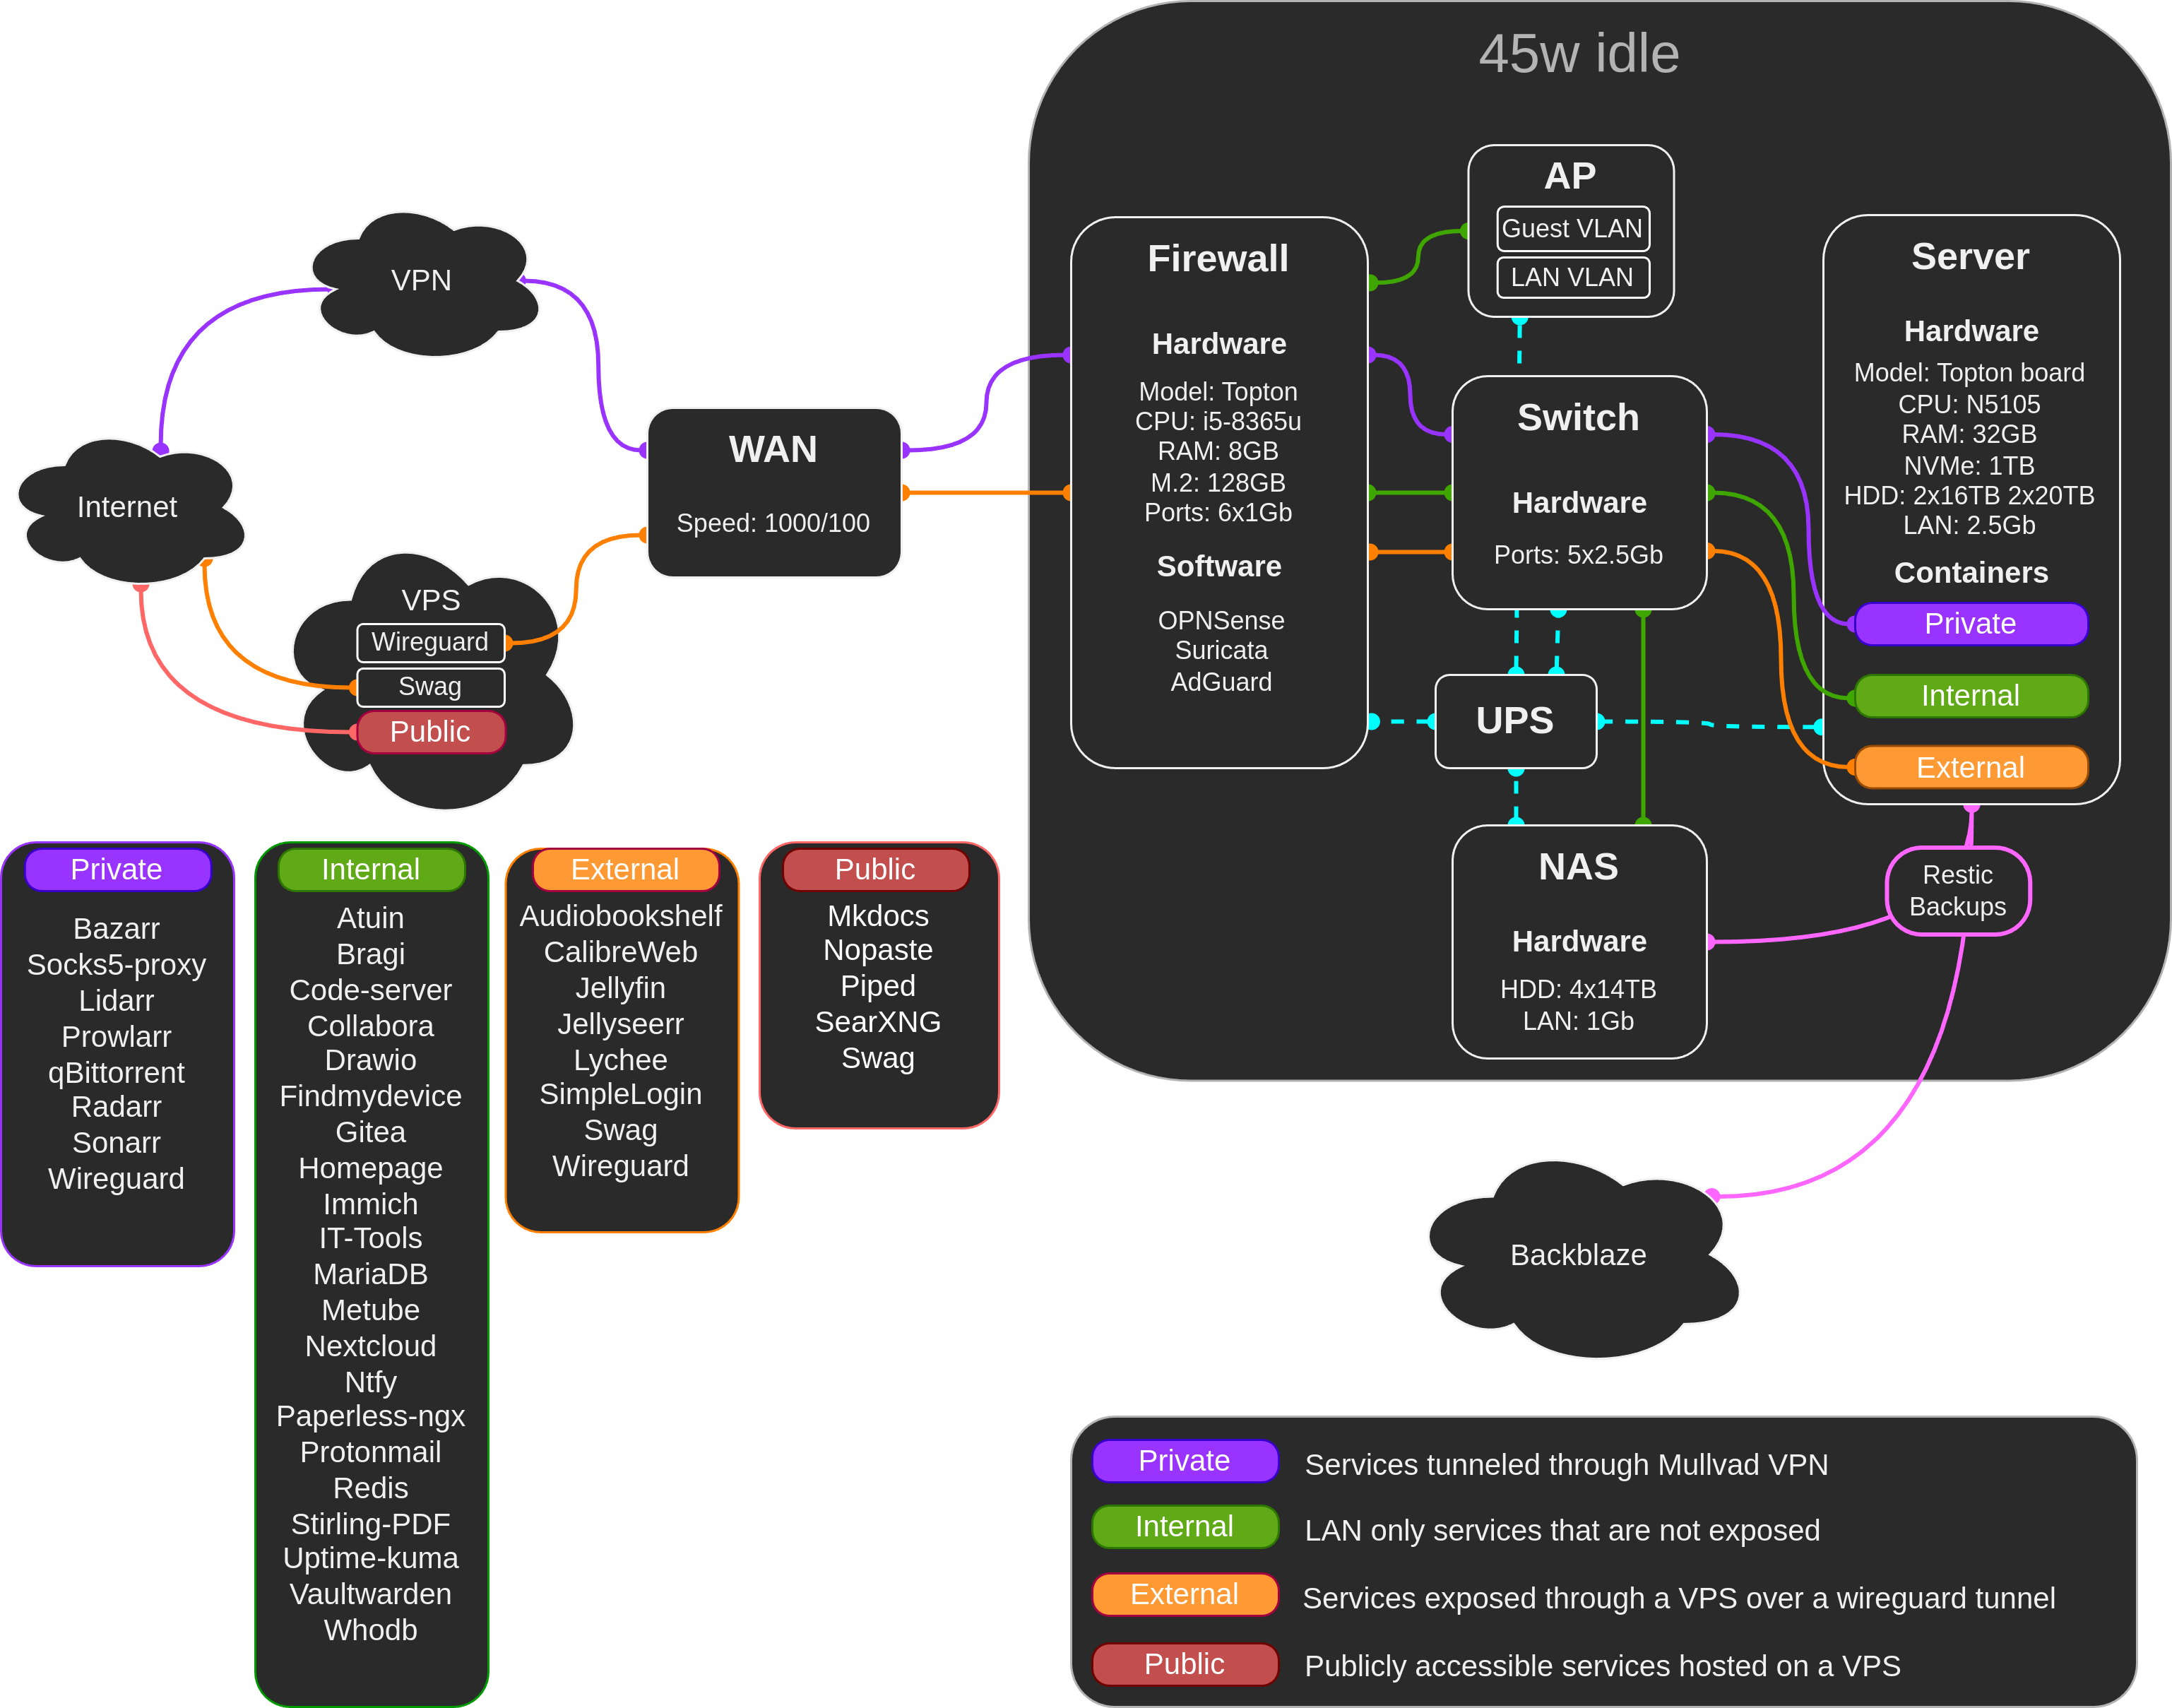 45w idle
VPN
Internet
VPS
Wireguard
Swag
Public
WAN
Speed: 1000/100
Firewall
Hardware
Model: Topton
CPU: i5-8365u
RAM: 8GB
M.2: 128GB
Ports: 6x1Gb
Software
OPNSense
Suricata
AdGuard
AP
Guest VLAN
LAN VLAN
Switch
Hardware
Ports: 5x2.5Gb
UPS
NAS
Hardware
HDD: 4x14TB
LAN: 1Gb
Server
Hardware
Model: Topton board
CPU: N5105
RAM: 32GB
NVMe: 1TB
HDD: 2x16TB 2x20TB
LAN: 2.5Gb
Containers
Private
Internal
External
Restic
Backups
Backblaze
Private
Bazarr
Socks5-proxy
Lidarr
Prowlarr
qBittorrent
Radarr
Sonarr
Wireguard
Internal
Atuin
Bragi
Code-server
Collabora
Drawio
Findmydevice
Gitea
Homepage
Immich
IT-Tools
MariaDB
Metube
Nextcloud
Ntfy
Paperless-ngx
Protonmail
Redis
Stirling-PDF
Uptime-kuma
Vaultwarden
Whodb
External
Audiobookshelf
CalibreWeb
Jellyfin
Jellyseerr
Lychee
SimpleLogin
Swag
Wireguard
Public
Mkdocs
Nopaste
Piped
SearXNG
Swag
Private
Services tunneled through Mullvad VPN
Internal
LAN only services that are not exposed
External
Services exposed through a VPS over a wireguard tunnel
Public
Publicly accessible services hosted on a VPS